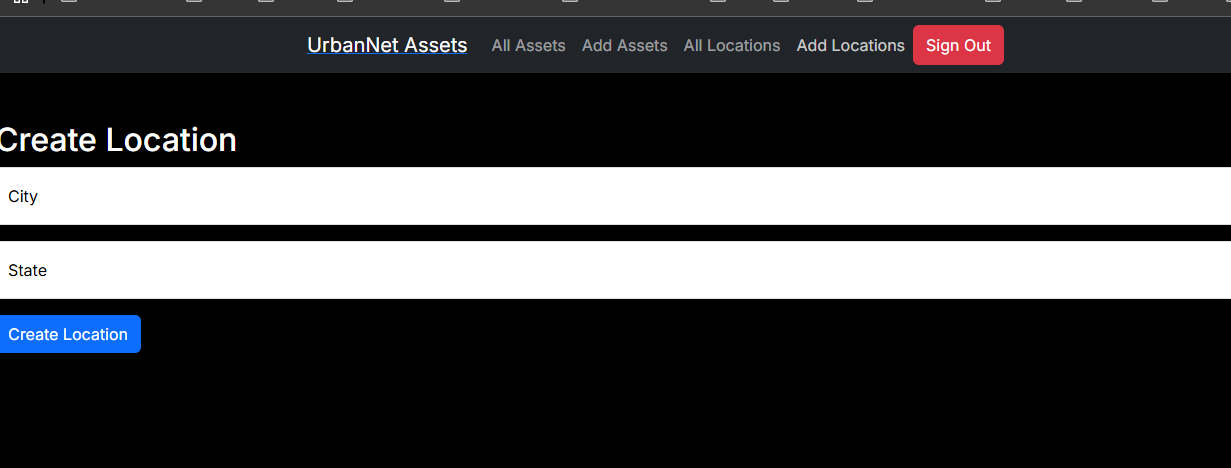 UrbanNet Assets All Assets Add Assets All Locations Add Locations Sign Out
Create Location
City
State
Create Location